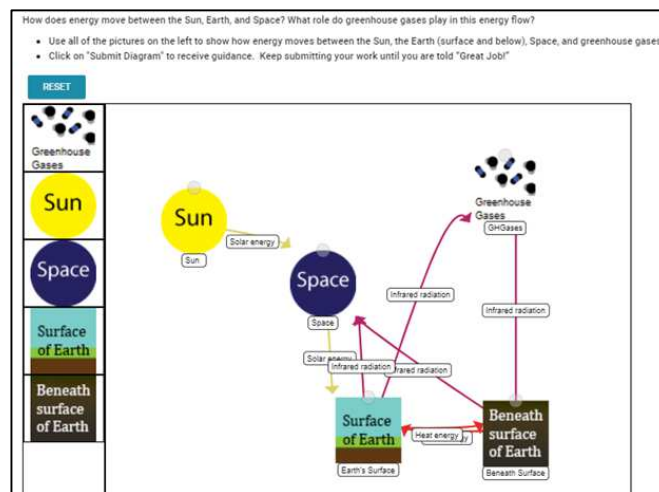 How does energy move between the Sun, Earth, and Space? What role do greenhouse gases play in this energy flow?
• Use all of the pictures on the left to show how energy moves between the Sun, the Earth (surface and below), Space, and greenhouse gases
• Click on "Submit Diagram" to receive guidance. Keep submitting your work until you are told "Great Job!"
RESET
Greenhouse
Gases
Sun
Space
Surface
of Earth
Beneath
surface
of Earth
Sun
Sun
Solar energy
Space
Space
Greenhouse
Gases
GHGases
Infrared radiation
Infrared radiation
Solar energy
Infrared radiation
Infrared radiation
Surface
of Earth
Earth's Surface
Heat energy
Beneath
surface
of Earth
Beneath Surface